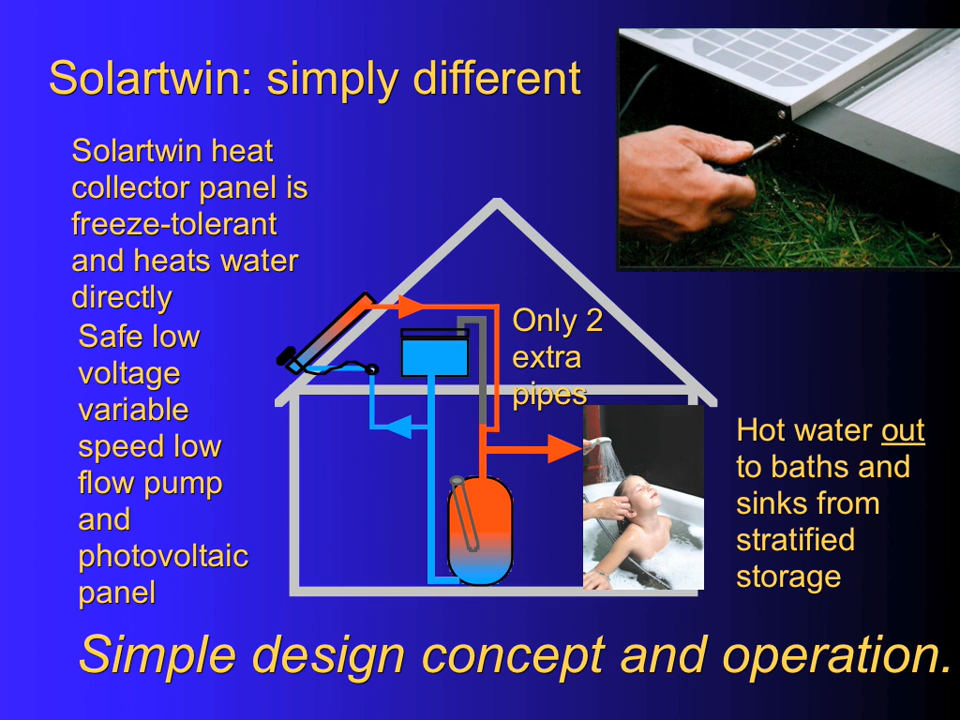 Solartwin: simply different
Solartwin heat
collector panel is
freeze-tolerant
and heats water
directly
Safe low
voltage
variable
speed low
flow pump
and
photovoltaic
panel
Only 2
extra
pipes
Hot water out
to baths and
sinks from
stratified
storage
Simple design concept and operation.